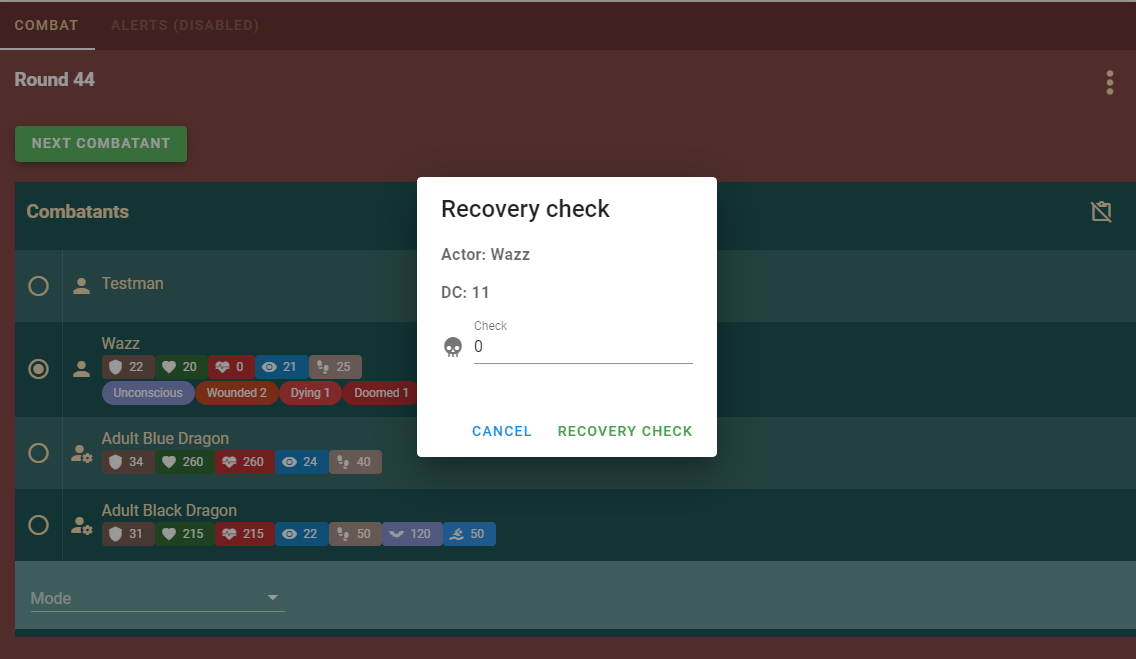 COMBAT ALERTS (DISABLED)
Round 44
NEXT COMBATANT
Combatants
Testman
Wazz
22 20 0 21 25
Unconscious Wounded 2 Dying 1 Doomed 1
Adult Blue Dragon
34 260 260 24 40
Adult Black Dragon
31 215 215 22 50 120 50
Mode
Recovery check
Actor: Wazz
DC: 11
Check
0
CANCEL RECOVERY CHECK